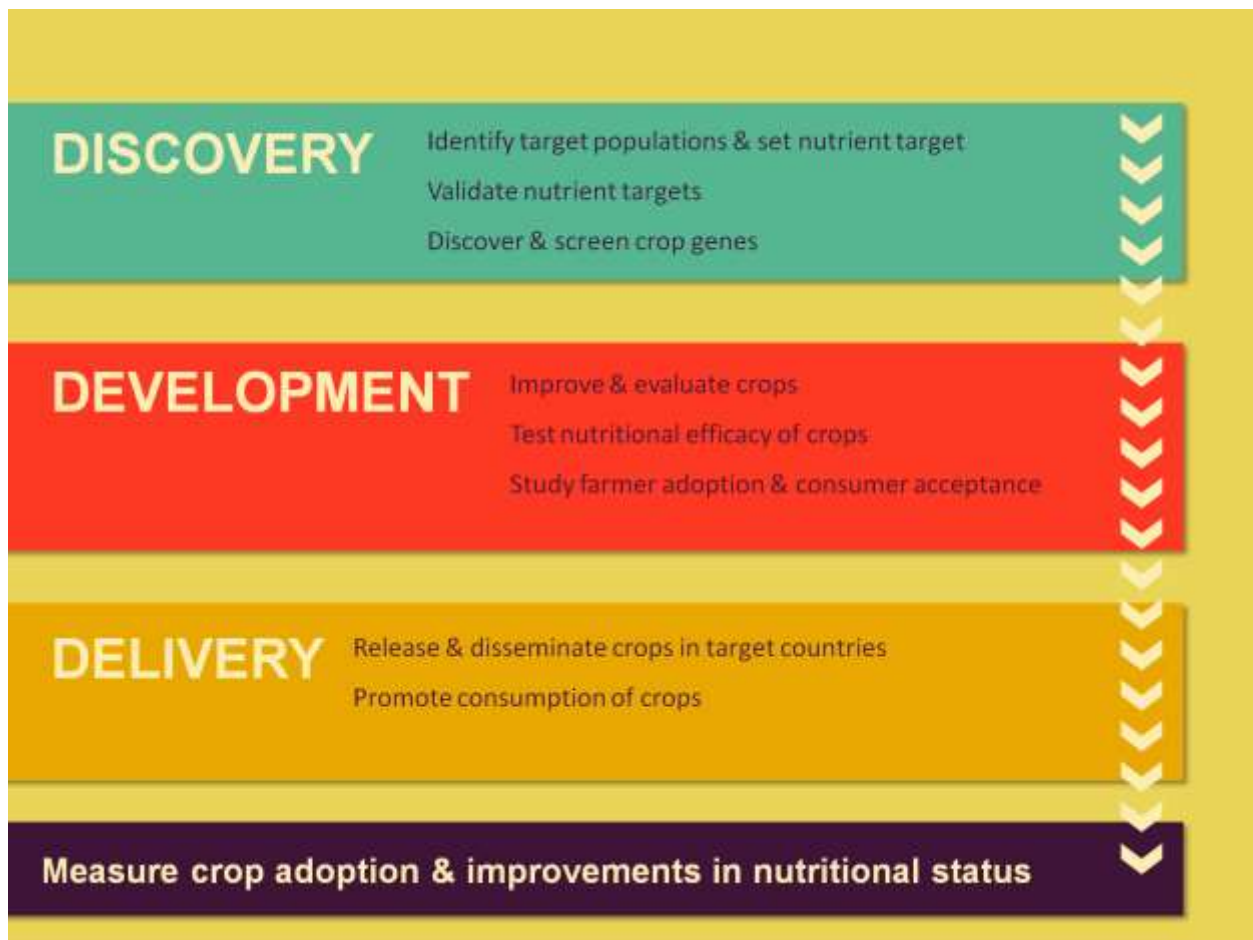 DISCOVERY
Identify target populations & set nutrient target
Validate nutrient targets
Discover & screen crop genes
DEVELOPMENT
Improve & evaluate crops
Test nutritional efficacy of crops
Study farmer adoption & consumer acceptance
DELIVERY
Release & disseminate crops in target countries
Promote consumption of crops
Measure crop adoption & improvements in nutritional status